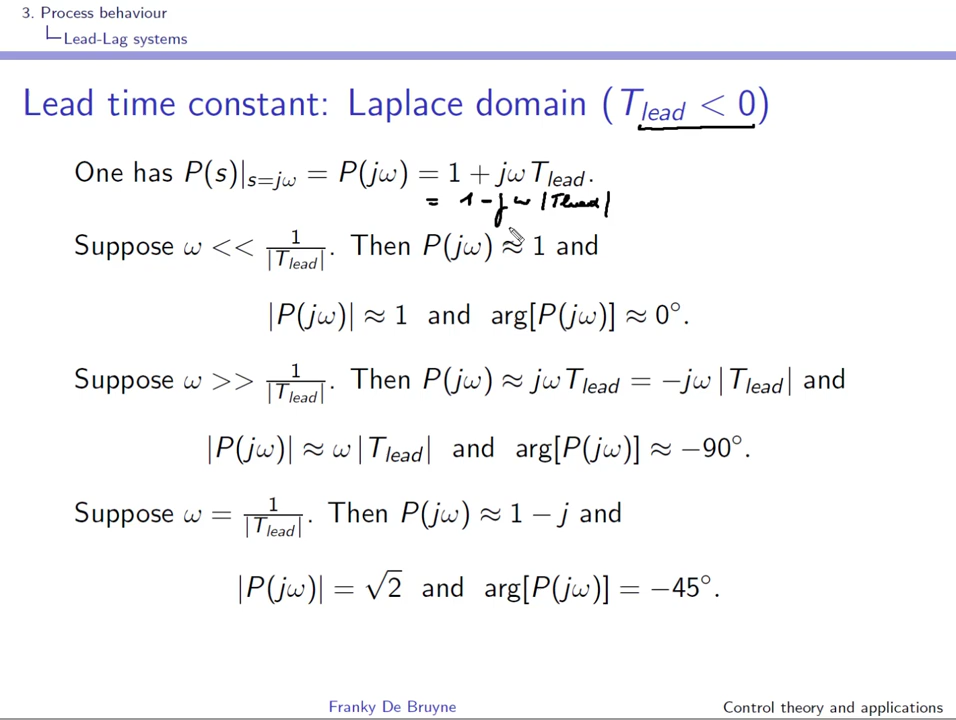 3. Process behaviour
Lead-Lag systems
Lead time constant: Laplace domain (T_lead < 0)
One has P(s)|_{s=jω} = P(jω) = 1 + jωT_lead.
= 1 - jω |Tlead|
Suppose ω << 1/|T_lead|. Then P(jω) ≈ 1 and
|P(jω)| ≈ 1 and arg[P(jω)] ≈ 0°.
Suppose ω >> 1/|T_lead|. Then P(jω) ≈ jωT_lead = −jω|T_lead| and
|P(jω)| ≈ ω|T_lead| and arg[P(jω)] ≈ −90°.
Suppose ω = 1/|T_lead|. Then P(jω) ≈ 1 − j and
|P(jω)| = √2 and arg[P(jω)] = −45°.
Franky De Bruyne
Control theory and applications